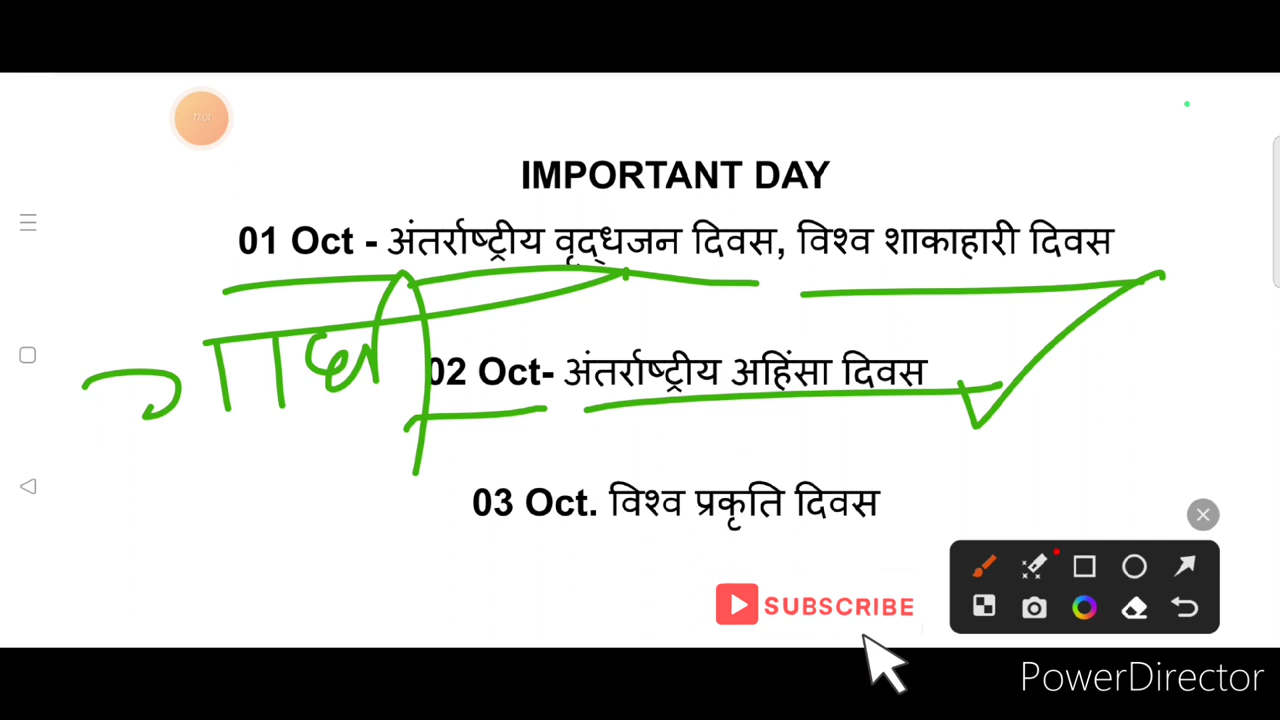 IMPORTANT DAY
01 Oct - अंतर्राष्ट्रीय वृद्धजन दिवस, विश्व शाकाहारी दिवस
गाधी
02 Oct- अंतर्राष्ट्रीय अहिंसा दिवस
03 Oct. विश्व प्रकृति दिवस
SUBSCRIBE
PowerDirector